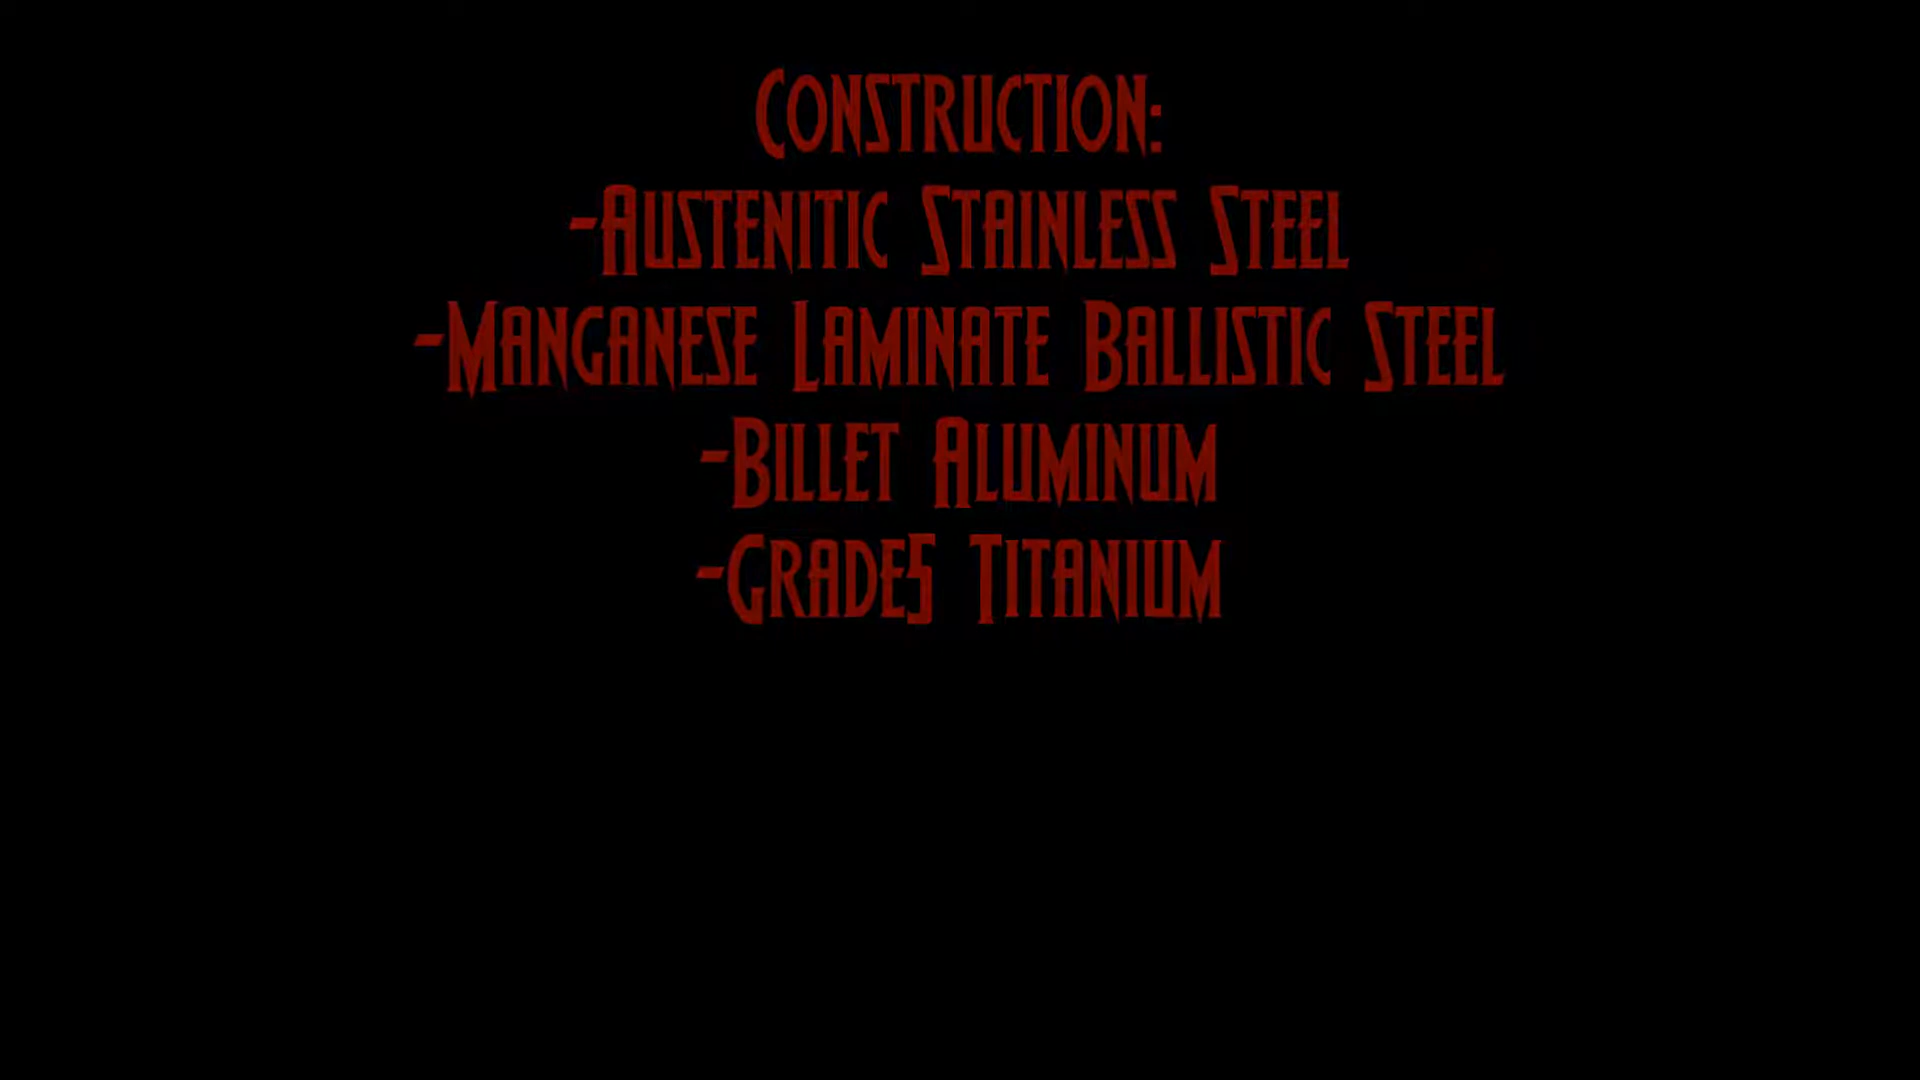 Construction:
-Austenitic Stainless Steel
-Manganese Laminate Ballistic Steel
-Billet Aluminum
-Grade5 Titanium